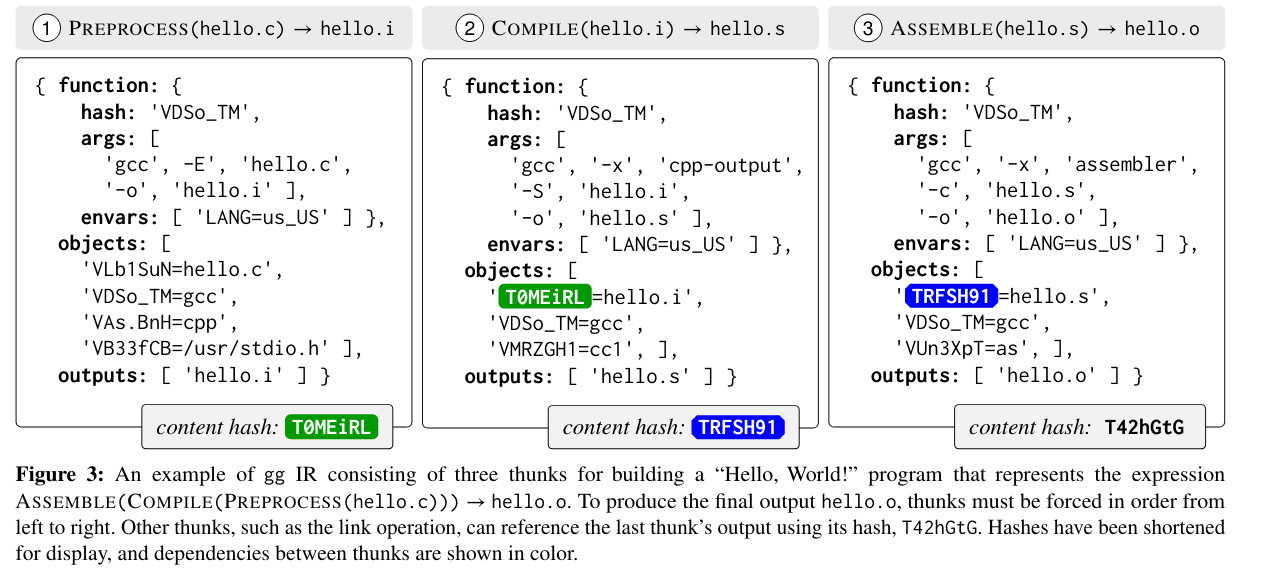 ① PREPROCESS(hello.c) → hello.i
{ function: {
hash: 'VDSo_TM',
args: [
'gcc', -E', 'hello.c',
'-o', 'hello.i' ],
envars: [ 'LANG=us_US' ] },
objects: [
'VLb1SuN=hello.c',
'VDSo_TM=gcc',
'VAs.BnH=cpp',
'VB33fCB=/usr/stdio.h' ],
outputs: [ 'hello.i' ] }
content hash: T0MEiRL
② COMPILE(hello.i) → hello.s
{ function: {
hash: 'VDSo_TM',
args: [
'gcc', '-x', 'cpp-output',
'-S', 'hello.i',
'-o', 'hello.s' ],
envars: [ 'LANG=us_US' ] },
objects: [
'T0MEiRL=hello.i',
'VDSo_TM=gcc',
'VMRZGH1=cc1', ],
outputs: [ 'hello.s' ] }
content hash: TRFSH91
③ ASSEMBLE(hello.s) → hello.o
{ function: {
hash: 'VDSo_TM',
args: [
'gcc', '-x', 'assembler',
'-c', 'hello.s',
'-o', 'hello.o' ],
envars: [ 'LANG=us_US' ] },
objects: [
'TRFSH91=hello.s',
'VDSo_TM=gcc',
'VUn3XpT=as', ],
outputs: [ 'hello.o' ] }
content hash: T42hGtG
Figure 3: An example of gg IR consisting of three thunks for building a “Hello, World!” program that represents the expression
ASSEMBLE(COMPILE(PREPROCESS(hello.c))) → hello.o. To produce the final output hello.o, thunks must be forced in order from
left to right. Other thunks, such as the link operation, can reference the last thunk’s output using its hash, T42hGtG. Hashes have been shortened
for display, and dependencies between thunks are shown in color.